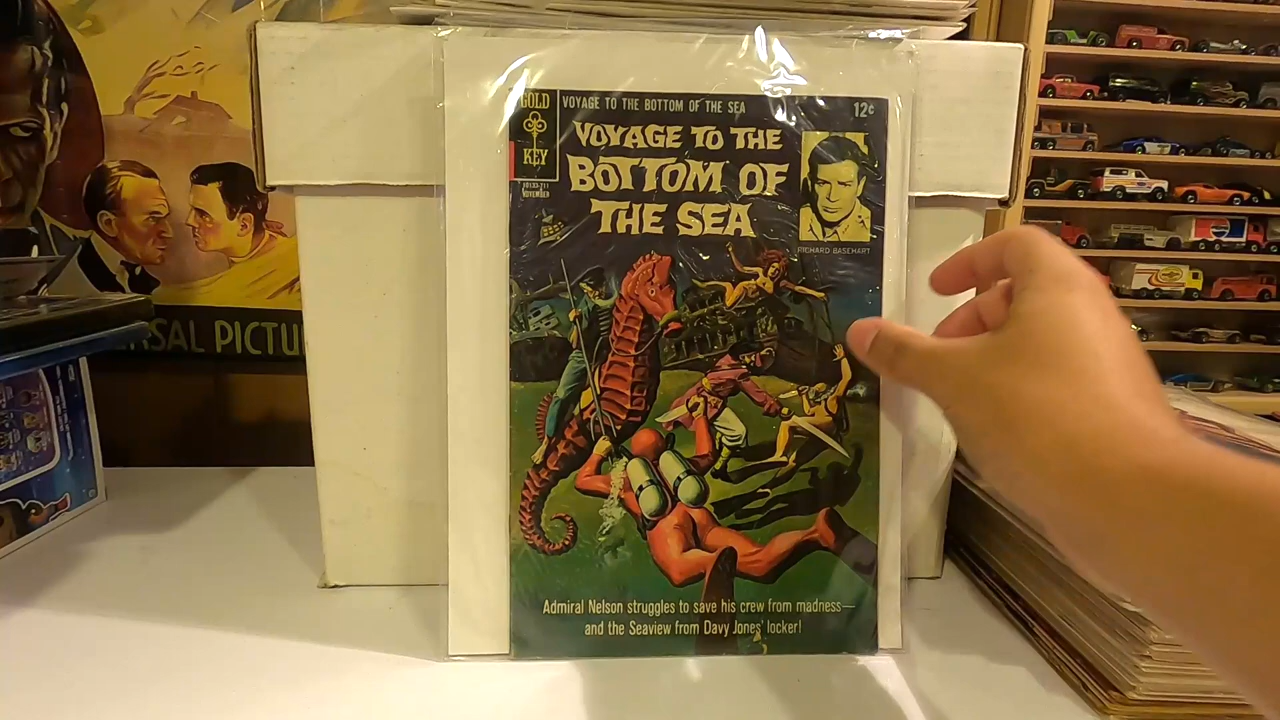 GOLD
KEY
VOYAGE TO THE BOTTOM OF THE SEA
12¢
10133-711
NOVEMBER
VOYAGE TO THE
BOTTOM OF
THE SEA
RICHARD BASEHART
Admiral Nelson struggles to save his crew from madness—
and the Seaview from Davy Jones' locker!
RSAL PICTU